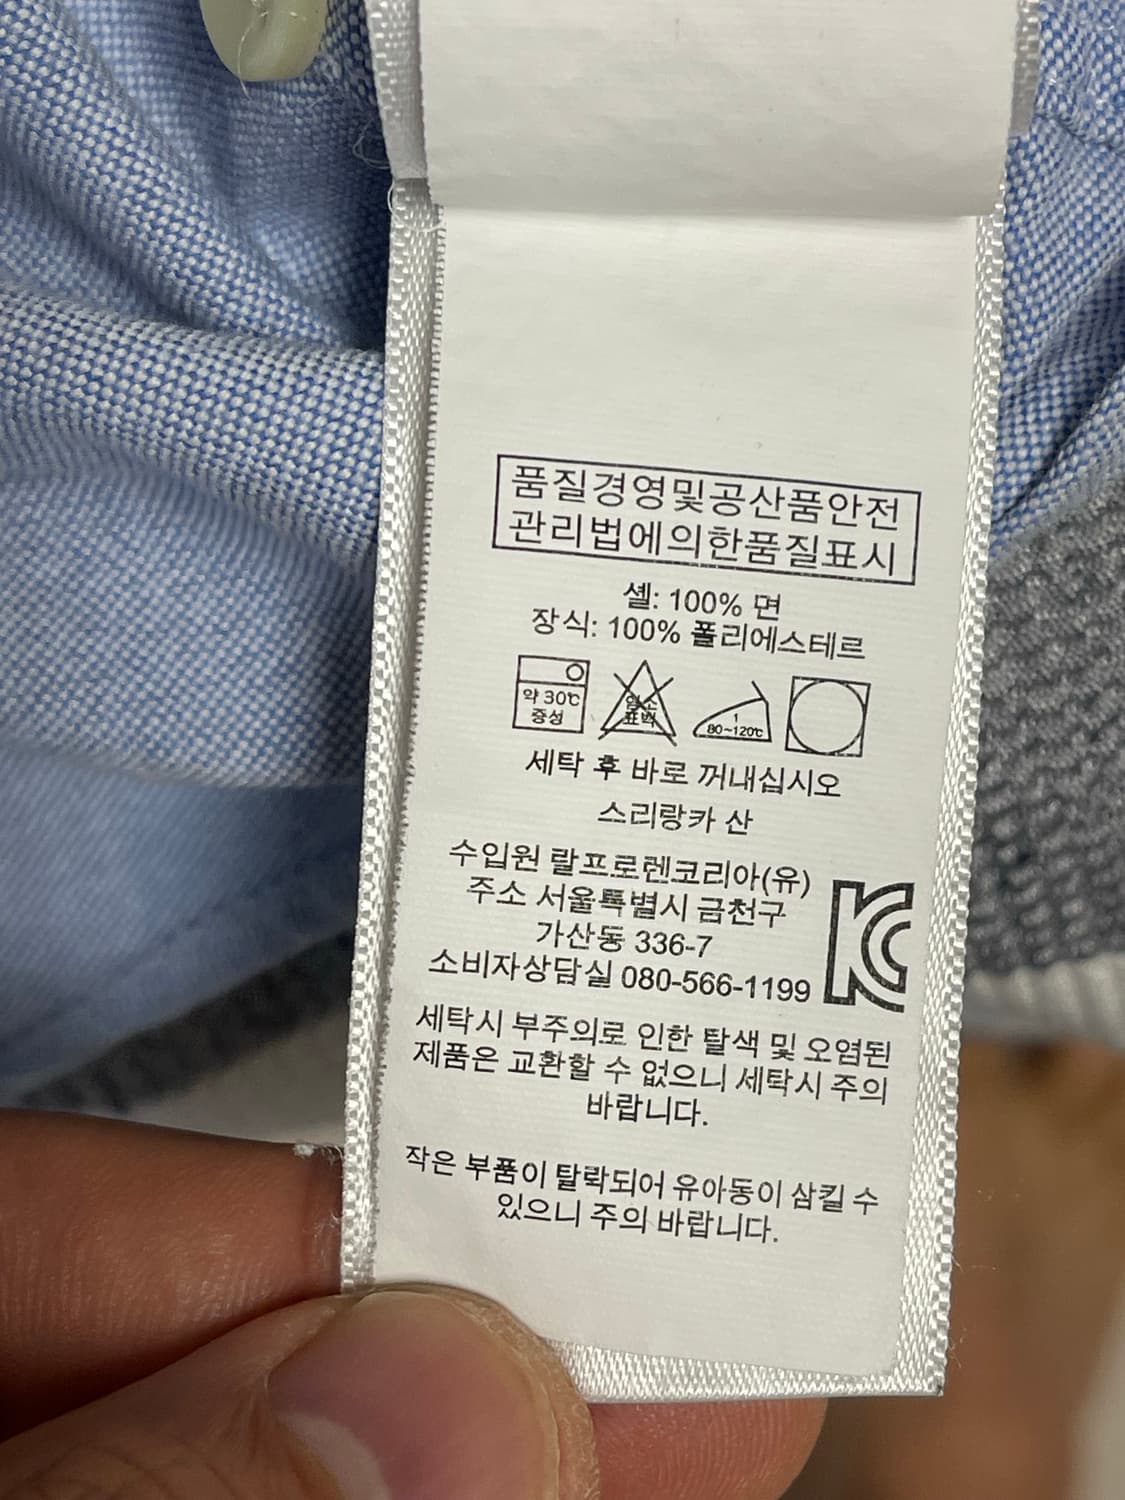 품질경영및공산품안전
관리법에의한품질표시
셸: 100% 면
장식: 100% 폴리에스테르
약 30℃
중성
염소
표백
1
80~120℃
세탁 후 바로 꺼내십시오
스리랑카 산
수입원 랄프로렌코리아(유)
주소 서울특별시 금천구
가산동 336-7
소비자상담실 080-566-1199
KC
세탁시 부주의로 인한 탈색 및 오염된
제품은 교환할 수 없으니 세탁시 주의
바랍니다.
작은 부품이 탈락되어 유아동이 삼킬 수
있으니 주의 바랍니다.